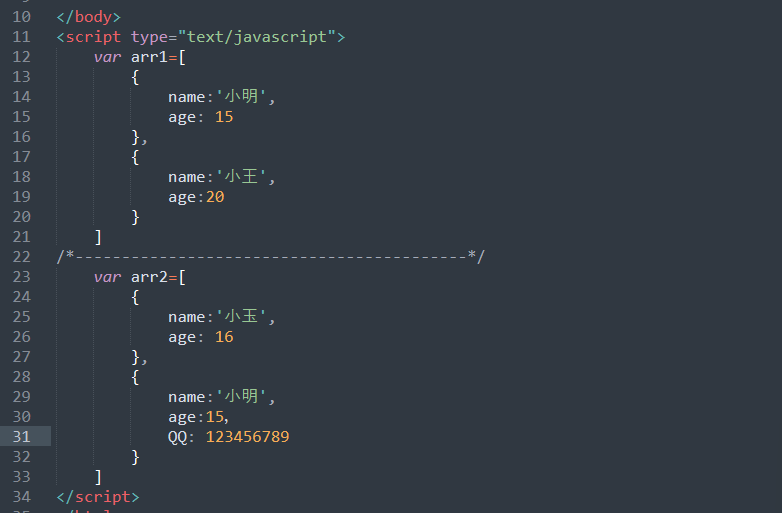 10 </body>
11 <script type="text/javascript">
12 var arr1=[
13 {
14 name:'小明',
15 age: 15
16 },
17 {
18 name:'小王',
19 age:20
20 }
21 ]
22 /*------------------------------------------*/
23 var arr2=[
24 {
25 name:'小玉',
26 age: 16
27 },
28 {
29 name:'小明',
30 age:15,
31 QQ: 123456789
32 }
33 ]
34 </script>